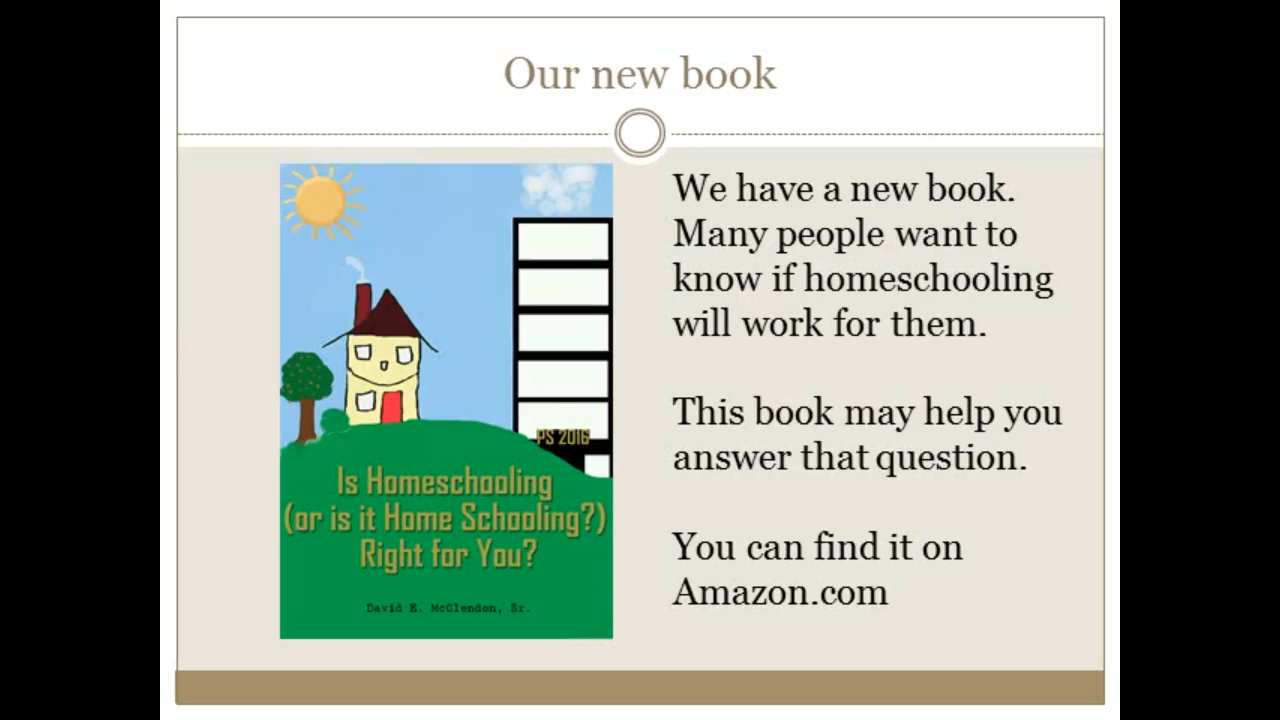 Our new book
PS 2016
Is Homeschooling
(or is it Home Schooling?)
Right for You?
David E. McClendon, Sr.
We have a new book.
Many people want to
know if homeschooling
will work for them.
This book may help you
answer that question.
You can find it on
Amazon.com